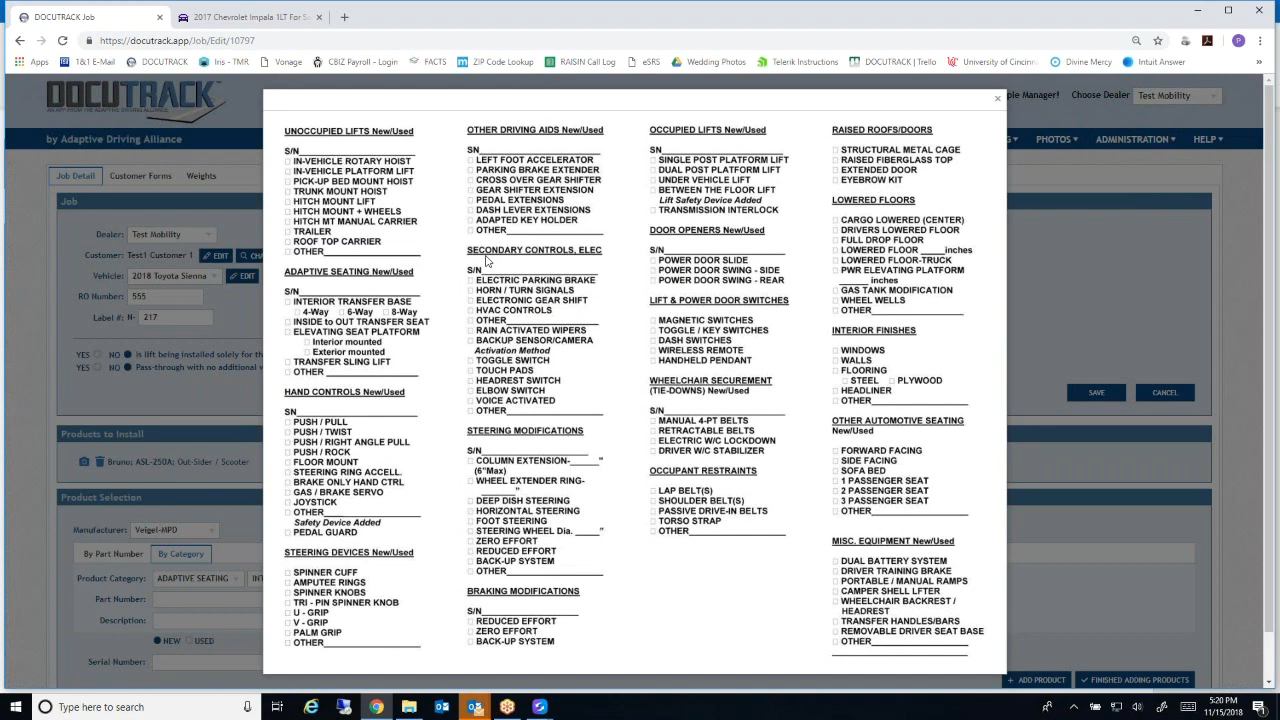 DOCUTRACK Job
2017 Chevrolet Impala 1LT For Se
https://docutrack.app/Job/Edit/10797
Apps
1&1 E-Mail
DOCUTRACK
Iris - TMR
Vonage
CBIZ Payroll - Login
FACTS
ZIP Code Lookup
RAISIN Call Log
eSRS
Wedding Photos
Telerik Instructions
DOCUTRACK | Trello
University of Cincinn
Divine Mercy
Intuit Answer
DOCUTRACK
ple Manager!
Choose Dealer
Test Mobility
by Adaptive Driving Alliance
PHOTOS
ADMINISTRATION
HELP
Job Detail
Customer Forms
Weights
Job
Dealer: Test Mobility
Customer: Test1 Customer 1 EDIT
Vehicle: 2018 Toyota Sienna EDIT
RO Number: 555
Label #: N- 217
YES NO Is lift being installed solely for th
YES NO Pass-through with no additional v
SAVE
CANCEL
Products to Install
Bruno; ASL-250A; Out-Sider / Scooter
Product Selection
Manufacturer: Veigel-MPD
By Part Number
By Category
Product Category: ADAPTIVE SEATING
Part Number:
Description:
NEW USED
Serial Number:
ADD PRODUCT
FINISHED ADDING PRODUCTS
UNOCCUPIED LIFTS New/Used
S/N
IN-VEHICLE ROTARY HOIST
IN-VEHICLE PLATFORM LIFT
PICK-UP BED MOUNT HOIST
TRUNK MOUNT HOIST
HITCH MOUNT LIFT
HITCH MOUNT + WHEELS
HITCH MT MANUAL CARRIER
TRAILER
ROOF TOP CARRIER
OTHER
ADAPTIVE SEATING New/Used
S/N
INTERIOR TRANSFER BASE
4-Way 6-Way 8-Way
INSIDE to OUT TRANSFER SEAT
ELEVATING SEAT PLATFORM
Interior mounted
Exterior mounted
TRANSFER SLING LIFT
OTHER
HAND CONTROLS New/Used
SN
PUSH / PULL
PUSH / TWIST
PUSH / RIGHT ANGLE PULL
PUSH / ROCK
FLOOR MOUNT
STEERING RING ACCELL.
BRAKE ONLY HAND CTRL
GAS / BRAKE SERVO
JOYSTICK
OTHER
Safety Device Added
PEDAL GUARD
STEERING DEVICES New/Used
SPINNER CUFF
AMPUTEE RINGS
SPINNER KNOBS
TRI - PIN SPINNER KNOB
U - GRIP
V - GRIP
PALM GRIP
OTHER
OTHER DRIVING AIDS New/Used
SN
LEFT FOOT ACCELERATOR
PARKING BRAKE EXTENDER
CROSS OVER GEAR SHIFTER
GEAR SHIFTER EXTENSION
PEDAL EXTENSIONS
DASH LEVER EXTENSIONS
ADAPTED KEY HOLDER
OTHER
SECONDARY CONTROLS, ELEC
S/N
ELECTRIC PARKING BRAKE
HORN / TURN SIGNALS
ELECTRONIC GEAR SHIFT
HVAC CONTROLS
OTHER
RAIN ACTIVATED WIPERS
BACKUP SENSOR/CAMERA
Activation Method
TOGGLE SWITCH
TOUCH PADS
HEADREST SWITCH
ELBOW SWITCH
VOICE ACTIVATED
OTHER
STEERING MODIFICATIONS
S/N
COLUMN EXTENSION-_____"
(6"Max)
WHEEL EXTENDER RING-
______"
DEEP DISH STEERING
HORIZONTAL STEERING
FOOT STEERING
STEERING WHEEL Dia. _____"
ZERO EFFORT
REDUCED EFFORT
BACK-UP SYSTEM
OTHER
BRAKING MODIFICATIONS
S/N
REDUCED EFFORT
ZERO EFFORT
BACK-UP SYSTEM
OCCUPIED LIFTS New/Used
SN
SINGLE POST PLATFORM LIFT
DUAL POST PLATFORM LIFT
UNDER VEHICLE LIFT
BETWEEN THE FLOOR LIFT
Lift Safety Device Added
TRANSMISSION INTERLOCK
DOOR OPENERS New/Used
S/N
POWER DOOR SLIDE
POWER DOOR SWING - SIDE
POWER DOOR SWING - REAR
LIFT & POWER DOOR SWITCHES
MAGNETIC SWITCHES
TOGGLE / KEY SWITCHES
DASH SWITCHES
WIRELESS REMOTE
HANDHELD PENDANT
WHEELCHAIR SECUREMENT
(TIE-DOWNS) New/Used
S/N
MANUAL 4-PT BELTS
RETRACTABLE BELTS
ELECTRIC W/C LOCKDOWN
DRIVER W/C STABILIZER
OCCUPANT RESTRAINTS
LAP BELT(S)
SHOULDER BELT(S)
PASSIVE DRIVE-IN BELTS
TORSO STRAP
OTHER
RAISED ROOFS/DOORS
STRUCTURAL METAL CAGE
RAISED FIBERGLASS TOP
EXTENDED DOOR
EYEBROW KIT
LOWERED FLOORS
CARGO LOWERED (CENTER)
DRIVERS LOWERED FLOOR
FULL DROP FLOOR
LOWERED FLOOR ____inches
LOWERED FLOOR-TRUCK
PWR ELEVATING PLATFORM
_____ inches
GAS TANK MODIFICATION
WHEEL WELLS
OTHER
INTERIOR FINISHES
WINDOWS
WALLS
FLOORING
STEEL PLYWOOD
HEADLINER
OTHER
OTHER AUTOMOTIVE SEATING
New/Used
FORWARD FACING
SIDE FACING
SOFA BED
1 PASSENGER SEAT
2 PASSENGER SEAT
3 PASSENGER SEAT
OTHER
MISC. EQUIPMENT New/Used
DUAL BATTERY SYSTEM
DRIVER TRAINING BRAKE
PORTABLE / MANUAL RAMPS
CAMPER SHELL LFTER
WHEELCHAIR BACKREST /
HEADREST
TRANSFER HANDLES/BARS
REMOVABLE DRIVER SEAT BASE
OTHER
Type here to search
5:20 PM
11/15/2018